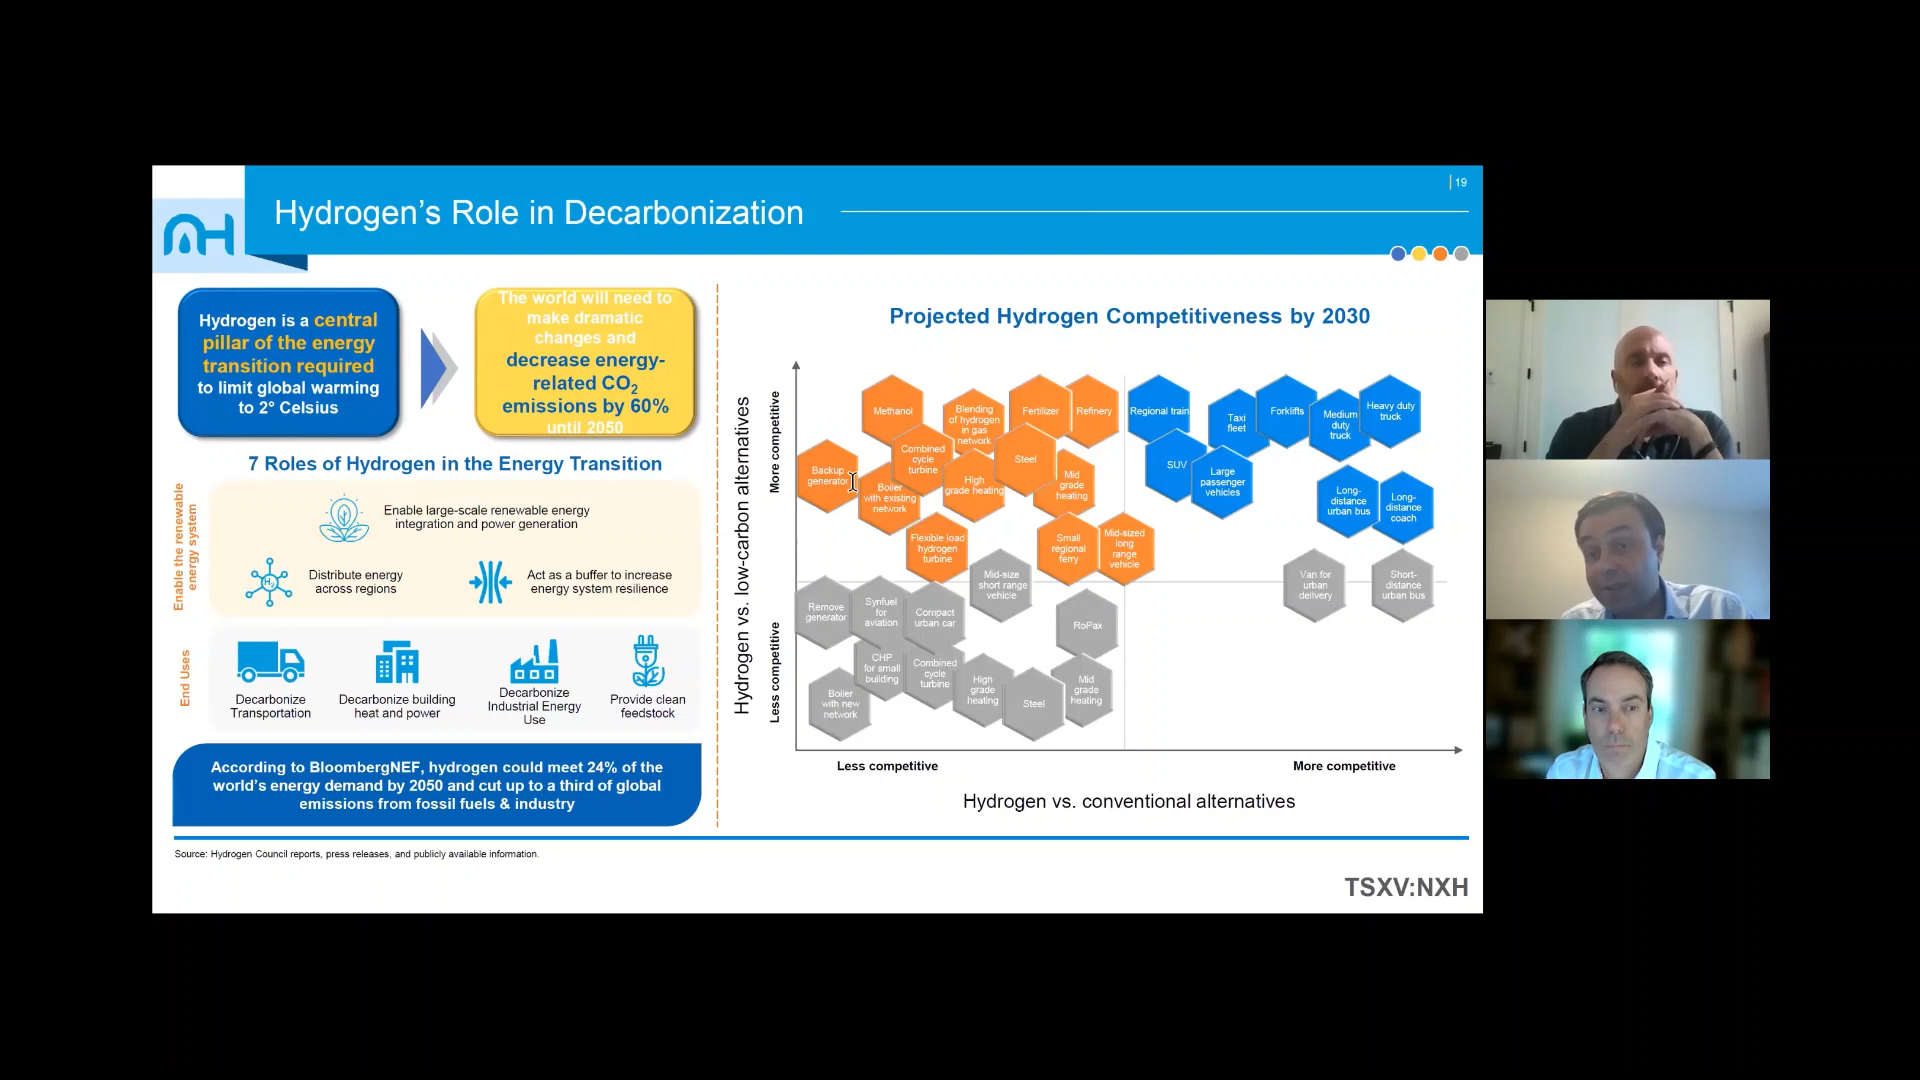 19
Hydrogen's Role in Decarbonization
Hydrogen is a central
pillar of the energy
transition required
to limit global warming
to 2° Celsius
The world will need to
make dramatic
changes and
decrease energy-
related CO2
emissions by 60%
until 2050
7 Roles of Hydrogen in the Energy Transition
Enable the renewable
energy system
Enable large-scale renewable energy
integration and power generation
H2
Distribute energy
across regions
Act as a buffer to increase
energy system resilience
End Uses
Decarbonize
Transportation
Decarbonize building
heat and power
Decarbonize
Industrial Energy
Use
Provide clean
feedstock
According to BloombergNEF, hydrogen could meet 24% of the
world's energy demand by 2050 and cut up to a third of global
emissions from fossil fuels & industry
Projected Hydrogen Competitiveness by 2030
Hydrogen vs. low-carbon alternatives
More competitive
Less competitive
Methanol
Blending
of hydrogen
in gas
network
Fertilizer
Refinery
Regional train
Taxi
fleet
Forklifts
Medium
duty
truck
Heavy duty
truck
Backup
generator
Combined
cycle
turbine
Boiler
with existing
network
High
grade heating
Steel
Mid
grade
heating
SUV
Large
passenger
vehicles
Long-
distance
urban bus
Long-
distance
coach
Flexible load
hydrogen
turbine
Small
regional
ferry
Mid-sized
long
range
vehicle
Mid-size
short range
vehicle
Van for
urban
delivery
Short-
distance
urban bus
Remove
generator
Synfuel
for
aviation
Compact
urban car
RoPax
CHP
for small
building
Combined
cycle
turbine
Boiler
with new
network
High
grade
heating
Steel
Mid
grade
heating
Less competitive
More competitive
Hydrogen vs. conventional alternatives
Source: Hydrogen Council reports, press releases, and publicly available information.
TSXV:NXH